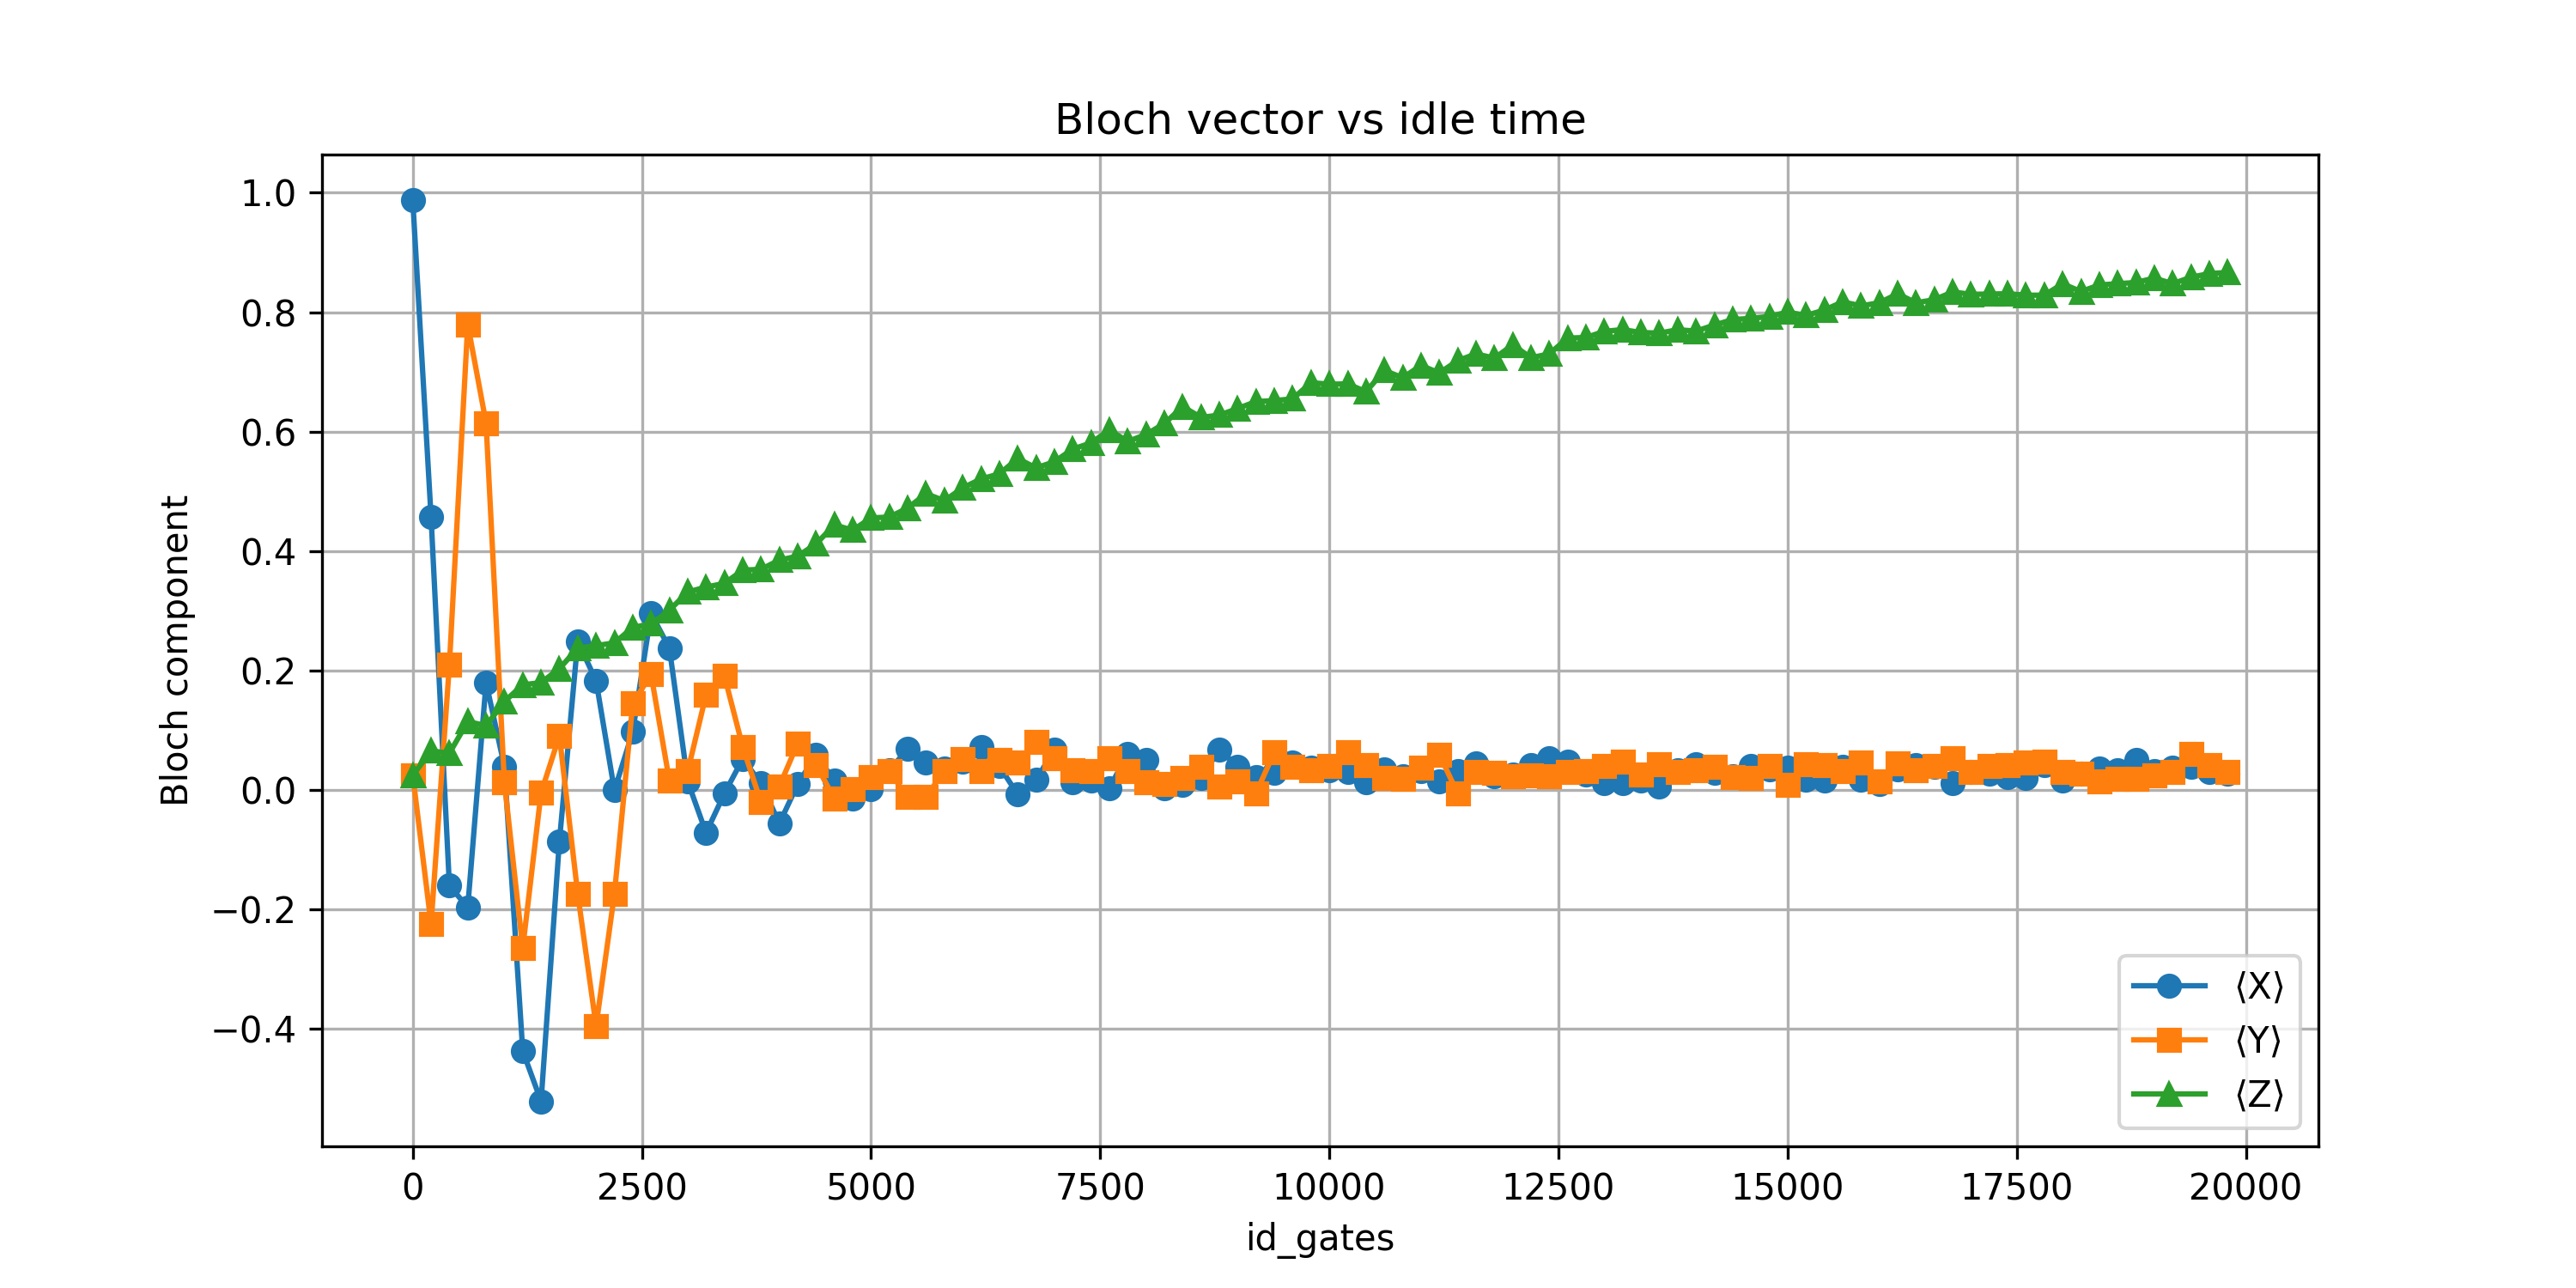 Bloch vector vs idle time
Bloch component
1.0
0.8
0.6
0.4
0.2
0.0
−0.2
−0.4
0 2500 5000 7500 10000 12500 15000 17500 20000
id_gates
⟨X⟩
⟨Y⟩
⟨Z⟩